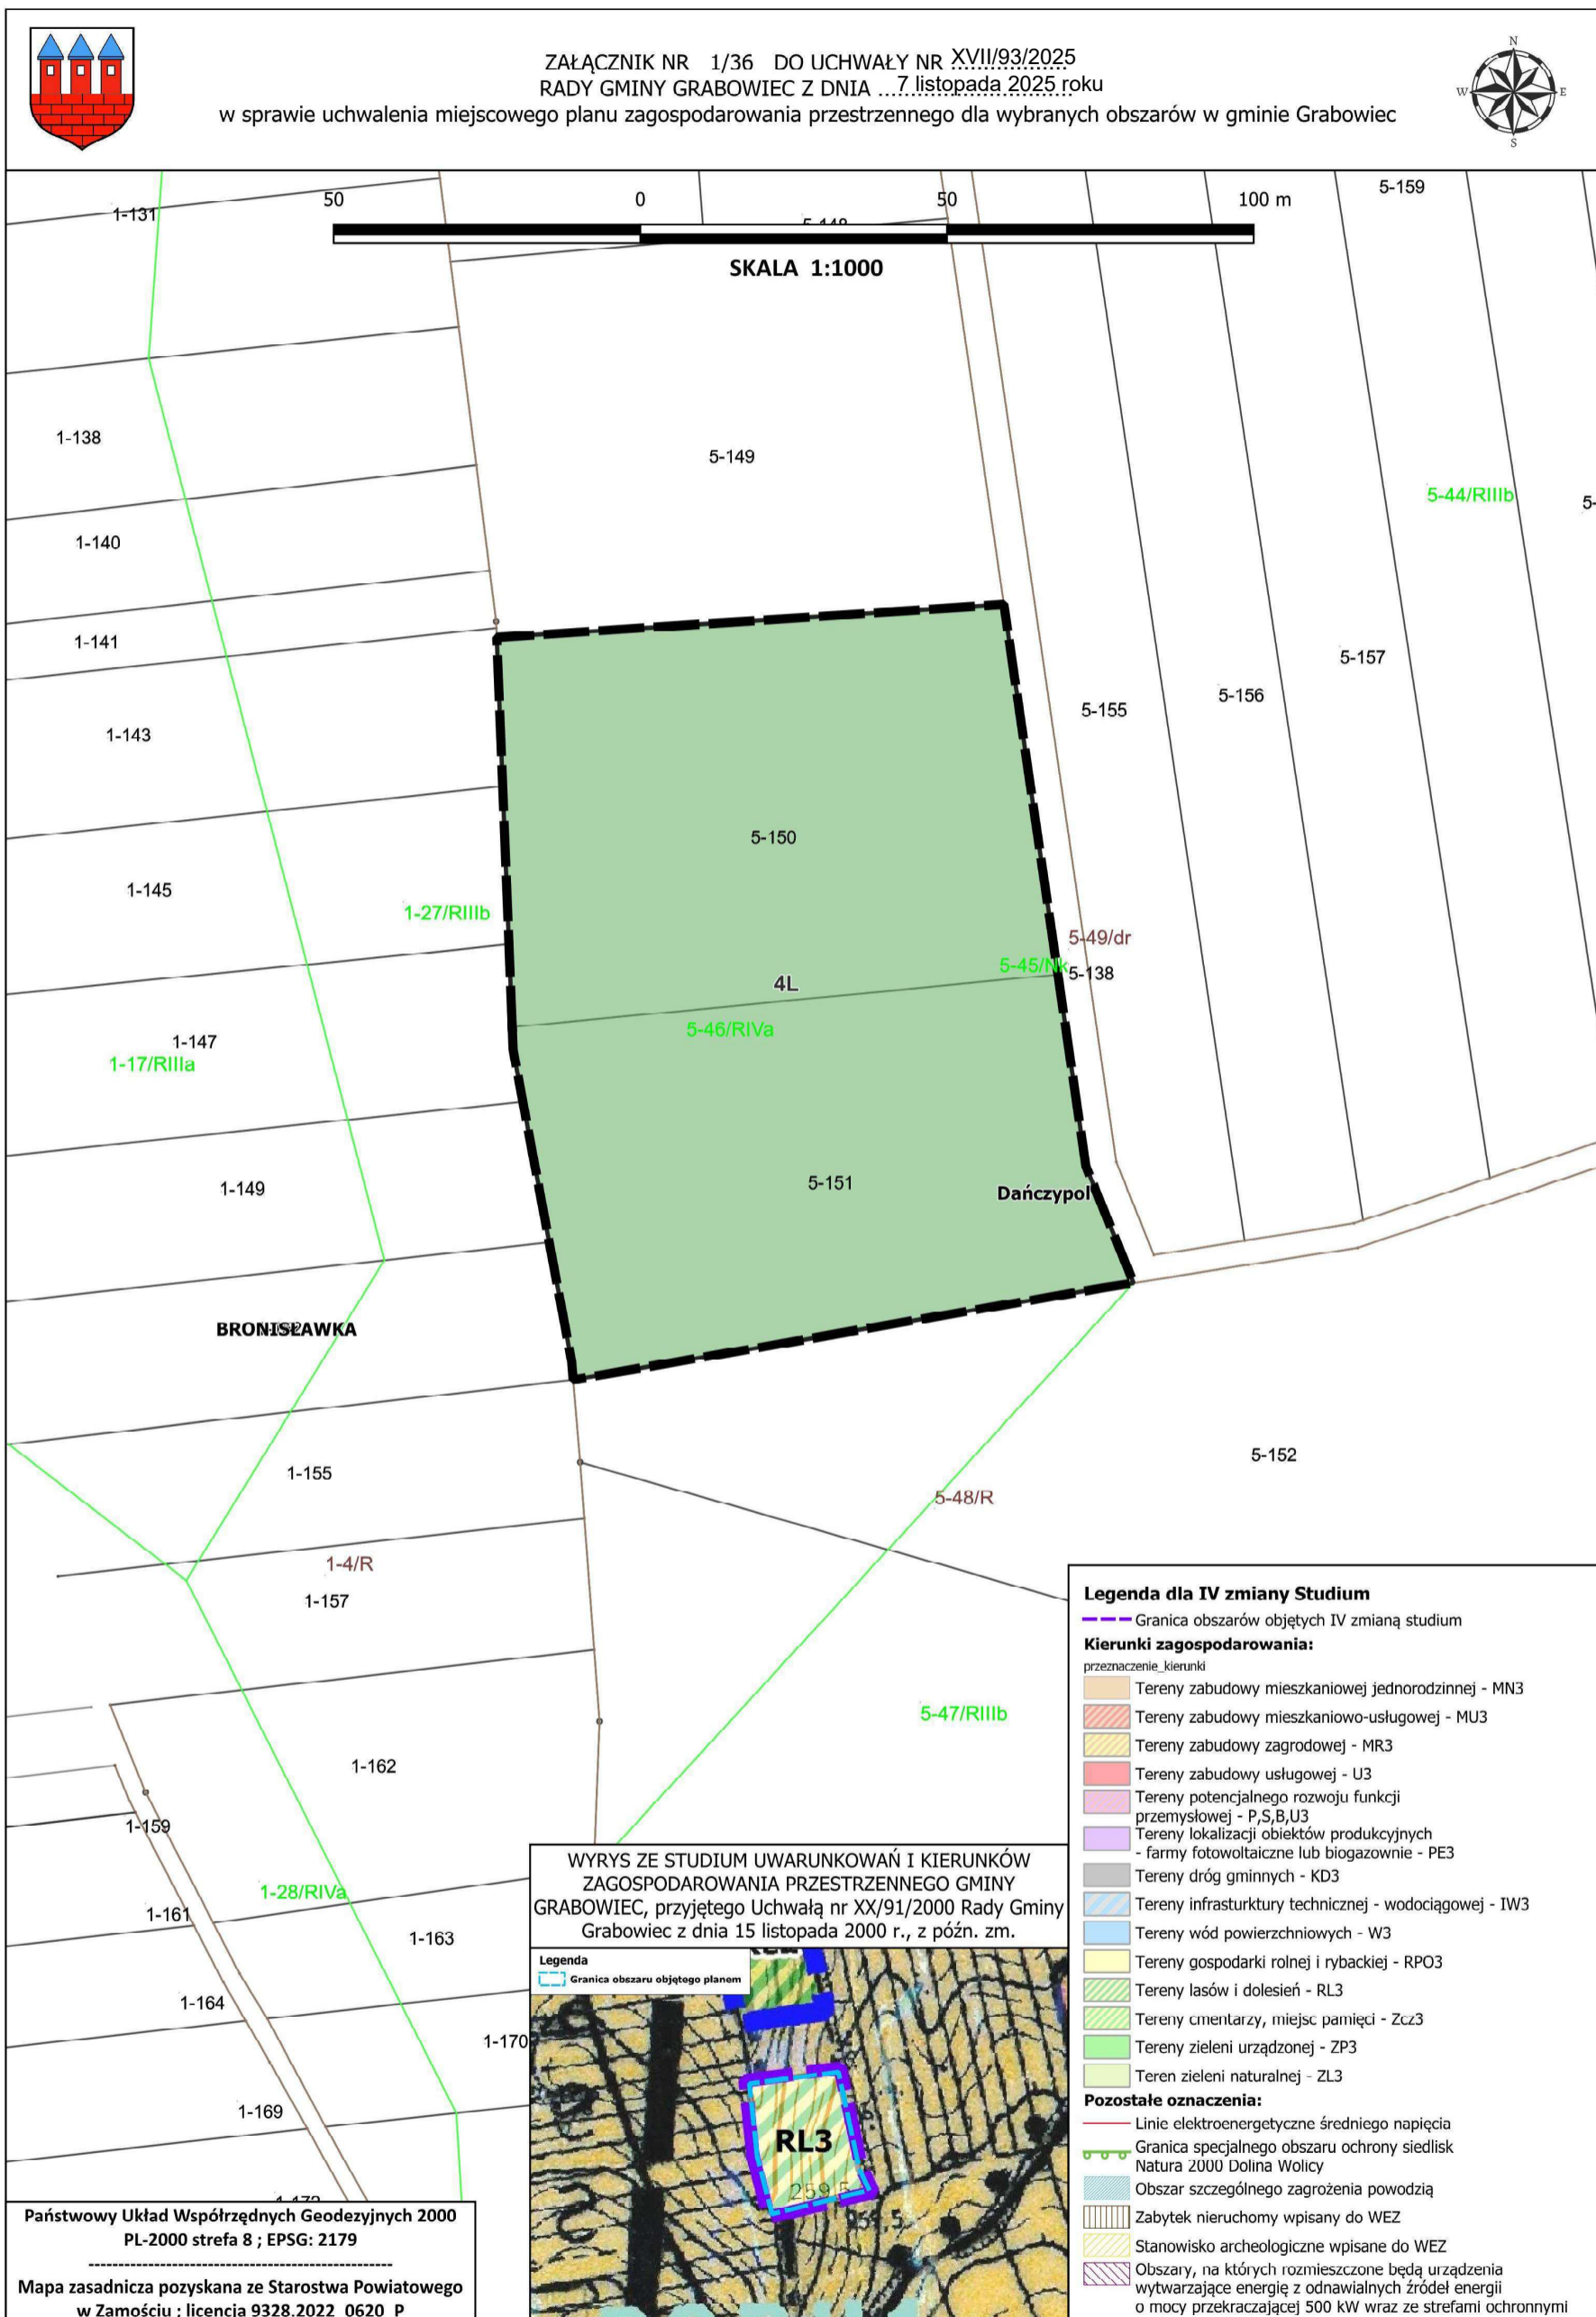 ZAŁĄCZNIK NR 1/36 DO UCHWAŁY NR XVII/93/2025
RADY GMINY GRABOWIEC Z DNIA ...7 listopada 2025 roku
w sprawie uchwalenia miejscowego planu zagospodarowania przestrzennego dla wybranych obszarów w gminie Grabowiec
N
W
E
S
50
0
50
100 m
SKALA 1:1000
1-131
5-159
1-138
5-149
5-44/RIIIb
1-140
1-141
5-157
5-156
5-155
1-143
5-150
1-145
1-27/RIIIb
5-49/dr
5-45/Nk
5-138
4L
5-46/RIVa
1-147
1-17/RIIIa
5-151
1-149
Dańczypol
BRONISŁAWKA
5-152
1-155
5-48/R
1-4/R
1-157
5-47/RIIIb
1-162
1-159
1-28/RIVa
1-161
1-163
1-164
1-170
1-169
Państwowy Układ Współrzędnych Geodezyjnych 2000
PL-2000 strefa 8 ; EPSG: 2179
Mapa zasadnicza pozyskana ze Starostwa Powiatowego
w Zamościu ; licencja 9328.2022_0620_P
WYRYS ZE STUDIUM UWARUNKOWAŃ I KIERUNKÓW
ZAGOSPODAROWANIA PRZESTRZENNEGO GMINY
GRABOWIEC, przyjętego Uchwałą nr XX/91/2000 Rady Gminy
Grabowiec z dnia 15 listopada 2000 r., z późn. zm.
Legenda
Granica obszaru objętego planem
RL3
259.5
Legenda dla IV zmiany Studium
Granica obszarów objętych IV zmianą studium
Kierunki zagospodarowania:
przeznaczenie_kierunki
Tereny zabudowy mieszkaniowej jednorodzinnej - MN3
Tereny zabudowy mieszkaniowo-usługowej - MU3
Tereny zabudowy zagrodowej - MR3
Tereny zabudowy usługowej - U3
Tereny potencjalnego rozwoju funkcji
przemysłowej - P,S,B,U3
Tereny lokalizacji obiektów produkcyjnych
- farmy fotowoltaiczne lub biogazownie - PE3
Tereny dróg gminnych - KD3
Tereny infrasturktury technicznej - wodociągowej - IW3
Tereny wód powierzchniowych - W3
Tereny gospodarki rolnej i rybackiej - RPO3
Tereny lasów i dolesień - RL3
Tereny cmentarzy, miejsc pamięci - Zcz3
Tereny zieleni urządzonej - ZP3
Teren zieleni naturalnej - ZL3
Pozostałe oznaczenia:
Linie elektroenergetyczne średniego napięcia
Granica specjalnego obszaru ochrony siedlisk
Natura 2000 Dolina Wolicy
Obszar szczególnego zagrożenia powodzią
Zabytek nieruchomy wpisany do WEZ
Stanowisko archeologiczne wpisane do WEZ
Obszary, na których rozmieszczone będą urządzenia
wytwarzające energię z odnawialnych źródeł energii
o mocy przekraczającej 500 kW wraz ze strefami ochronnymi